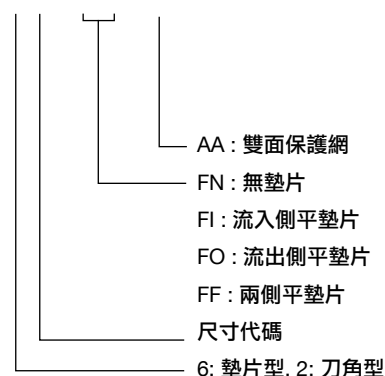 AA : 雙面保護網
FN : 無墊片
FI : 流入側平墊片
FO : 流出側平墊片
FF : 兩側平墊片
尺寸代碼
6: 墊片型, 2: 刀角型